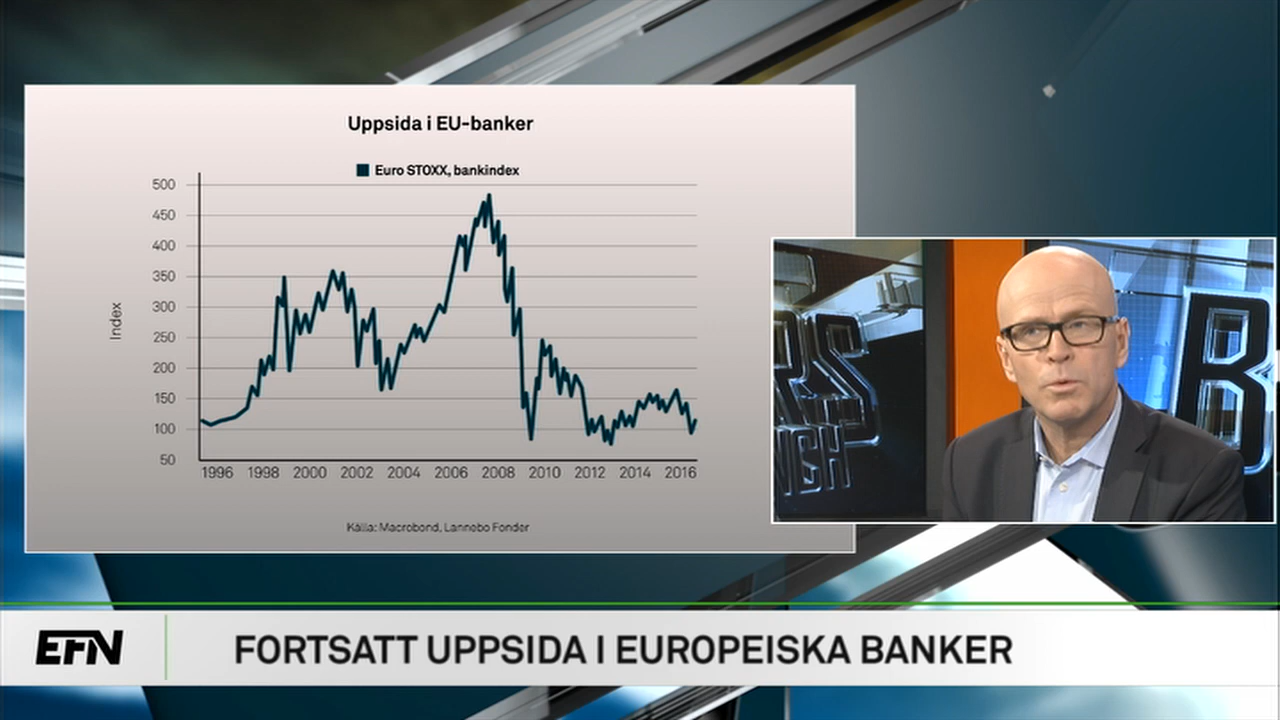 Uppsida i EU-banker
Euro STOXX, bankindex
500
450
400
350
300
250
200
150
100
50
Index
1996 1998 2000 2002 2004 2006 2008 2010 2012 2014 2016
Källa: Macrobond, Lannebo Fonder
EFN
FORTSATT UPPSIDA I EUROPEISKA BANKER